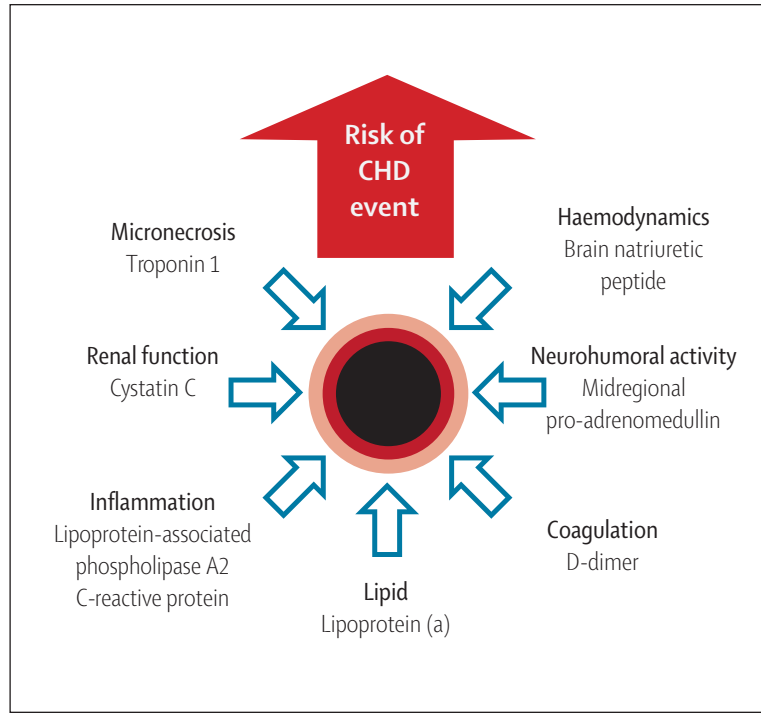 Risk of
CHD
event
Micronecrosis
Troponin 1
Haemodynamics
Brain natriuretic
peptide
Renal function
Cystatin C
Neurohumoral activity
Midregional
pro-adrenomedullin
Inflammation
Lipoprotein-associated
phospholipase A2
C-reactive protein
Lipid
Lipoprotein (a)
Coagulation
D-dimer